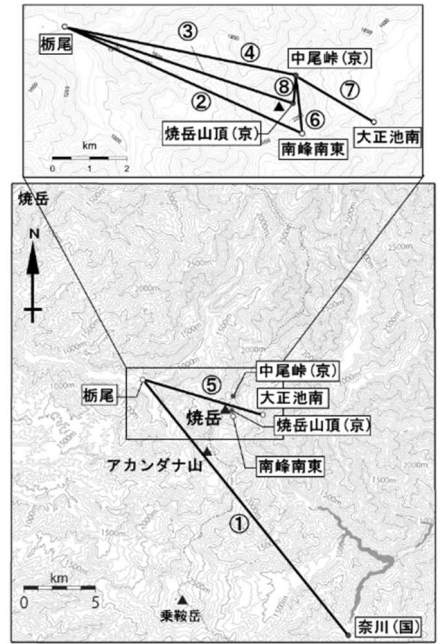 栃尾
③
④
中尾峠(京)
⑦
②
⑧
焼岳山頂(京)
⑥
km
0 1 2
南峰南東
大正池南
焼岳
N
栃尾
⑤
中尾峠(京)
大正池南
焼岳
焼岳山頂(京)
アカンダナ山
南峰南東
①
km
0 5
乗鞍岳
奈川(国)